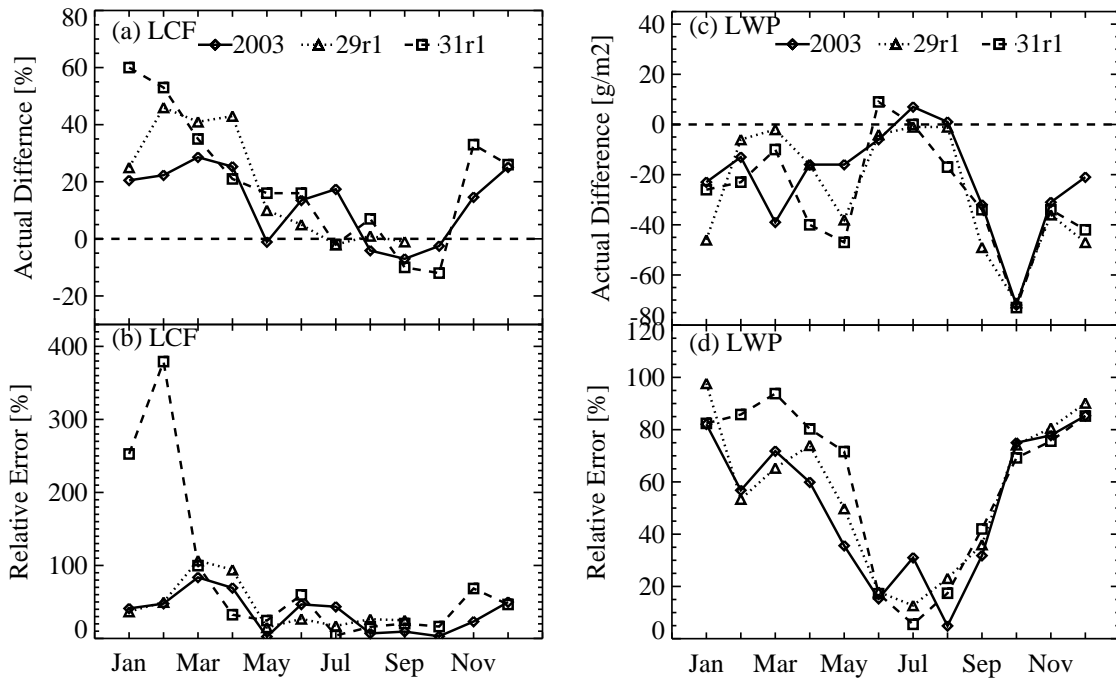 (a) LCF
2003 29r1 31r1
Actual Differnce [%]
80
60
40
20
0
-20
(b) LCF
Relative Error [%]
400
300
200
100
0
Jan Mar May Jul Sep Nov
(c) LWP
2003 29r1 31r1
Actual Difference [g/m2]
40
20
0
-20
-40
-60
-80
(d) LWP
Relative Error [%]
120
100
80
60
40
20
0
Jan Mar May Jul Sep Nov